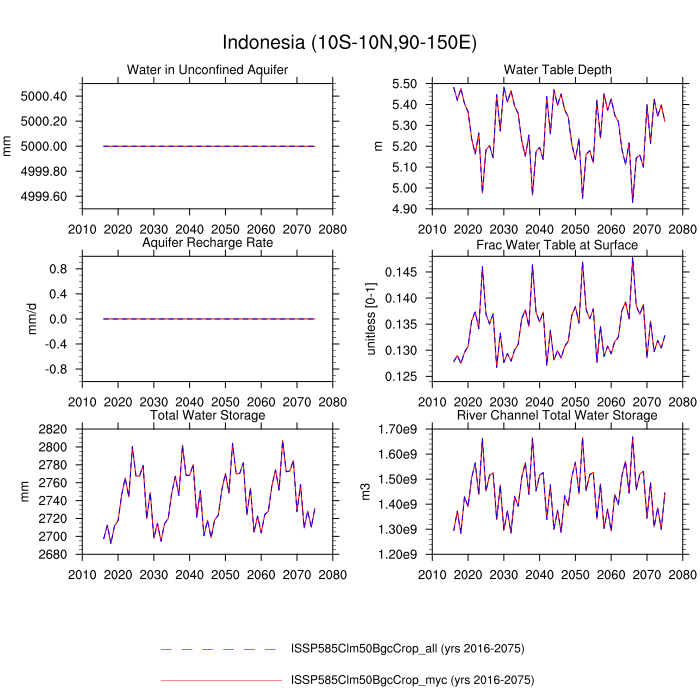 Indonesia (10S-10N,90-150E)
Water in Unconfined Aquifer
Water Table Depth
mm
5000.40
5000.20
5000.00
4999.80
4999.60
2010 2020 2030 2040 2050 2060 2070 2080
m
5.50
5.40
5.30
5.20
5.10
5.00
4.90
2010 2020 2030 2040 2050 2060 2070 2080
Aquifer Recharge Rate
Frac Water Table at Surface
mm/d
0.8
0.4
0.0
-0.4
-0.8
2010 2020 2030 2040 2050 2060 2070 2080
unitless [0-1]
0.145
0.140
0.135
0.130
0.125
2010 2020 2030 2040 2050 2060 2070 2080
Total Water Storage
River Channel Total Water Storage
mm
2820
2800
2780
2760
2740
2720
2700
2680
2010 2020 2030 2040 2050 2060 2070 2080
m3
1.70e9
1.60e9
1.50e9
1.40e9
1.30e9
1.20e9
2010 2020 2030 2040 2050 2060 2070 2080
ISSP585Clm50BgcCrop_all (yrs 2016-2075)
ISSP585Clm50BgcCrop_myc (yrs 2016-2075)